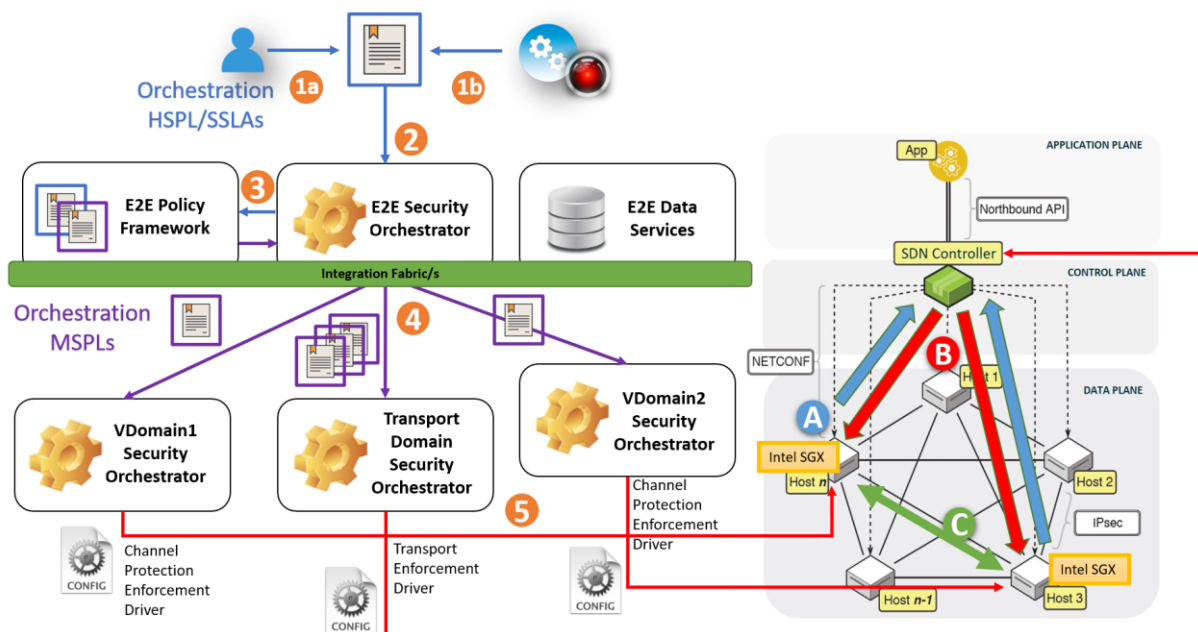 1a
1b
Orchestration
HSPL/SSLAs
2
3
E2E Policy
Framework
E2E Security
Orchestrator
E2E Data
Services
Integration Fabric/s
Orchestration
MSPLs
4
VDomain1
Security
Orchestrator
Transport
Domain
Security
Orchestrator
VDomain2
Security
Orchestrator
5
CONFIG
Channel
Protection
Enforcement
Driver
CONFIG
Transport
Enforcement
Driver
CONFIG
Channel
Protection
Enforcement
Driver
APPLICATION PLANE
App
Northbound API
SDN Controller
CONTROL PLANE
NETCONF
B
Host 1
DATA PLANE
A
Intel SGX
Host n
Host 2
C
IPsec
Intel SGX
Host n-1
Host 3